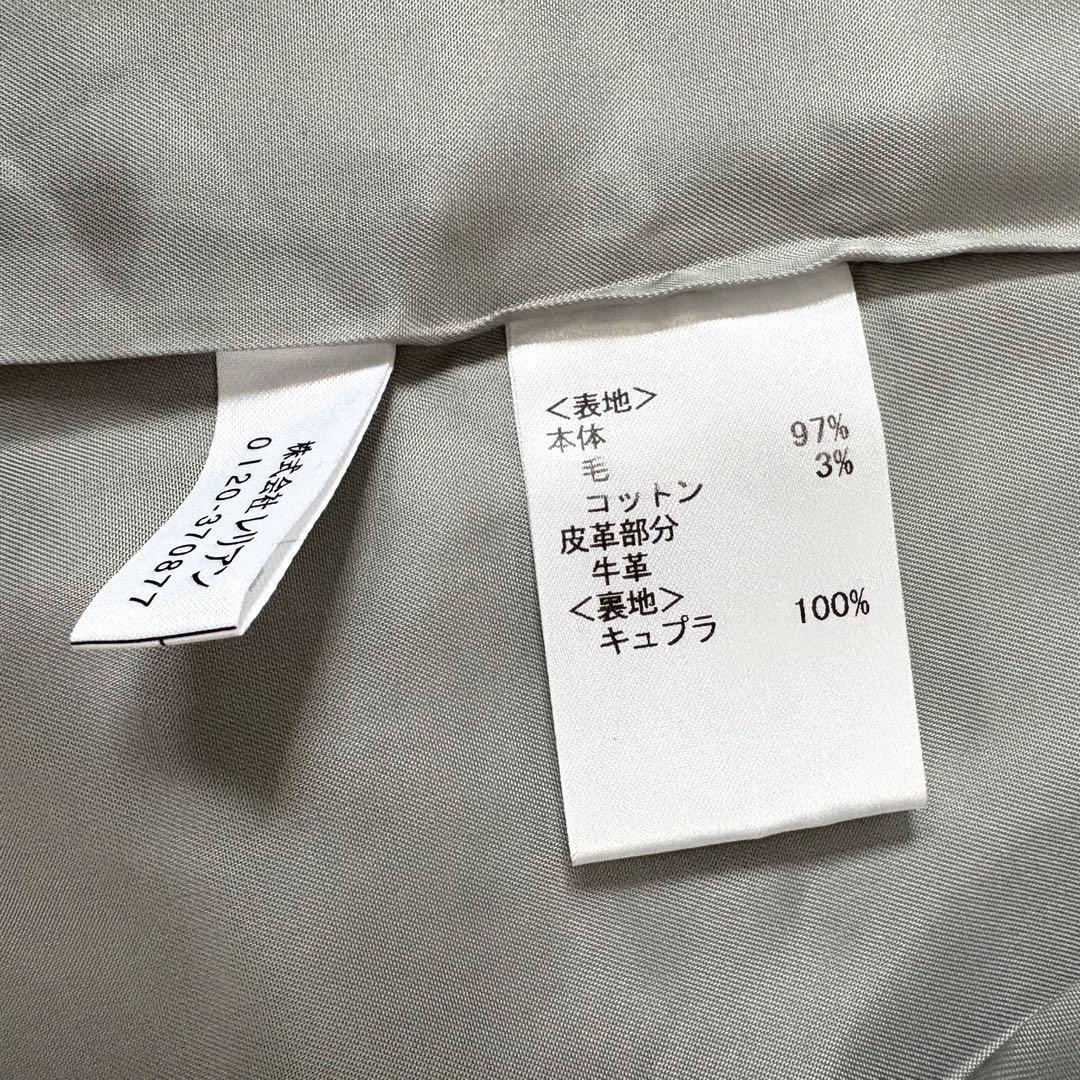 株式会社レリアン
0120-370877
＜表地＞
本体
毛 97%
コットン 3%
皮革部分
牛革
＜裏地＞
キュプラ 100%